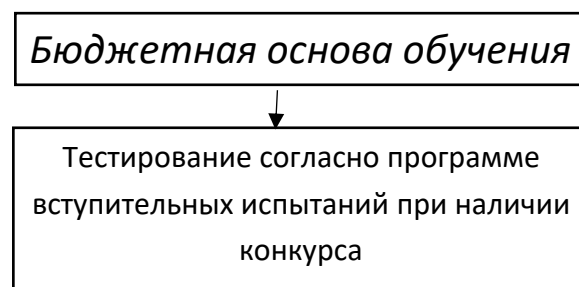 Бюджетная основа обучения
Тестирование согласно программе
вступительных испытаний при наличии
конкурса